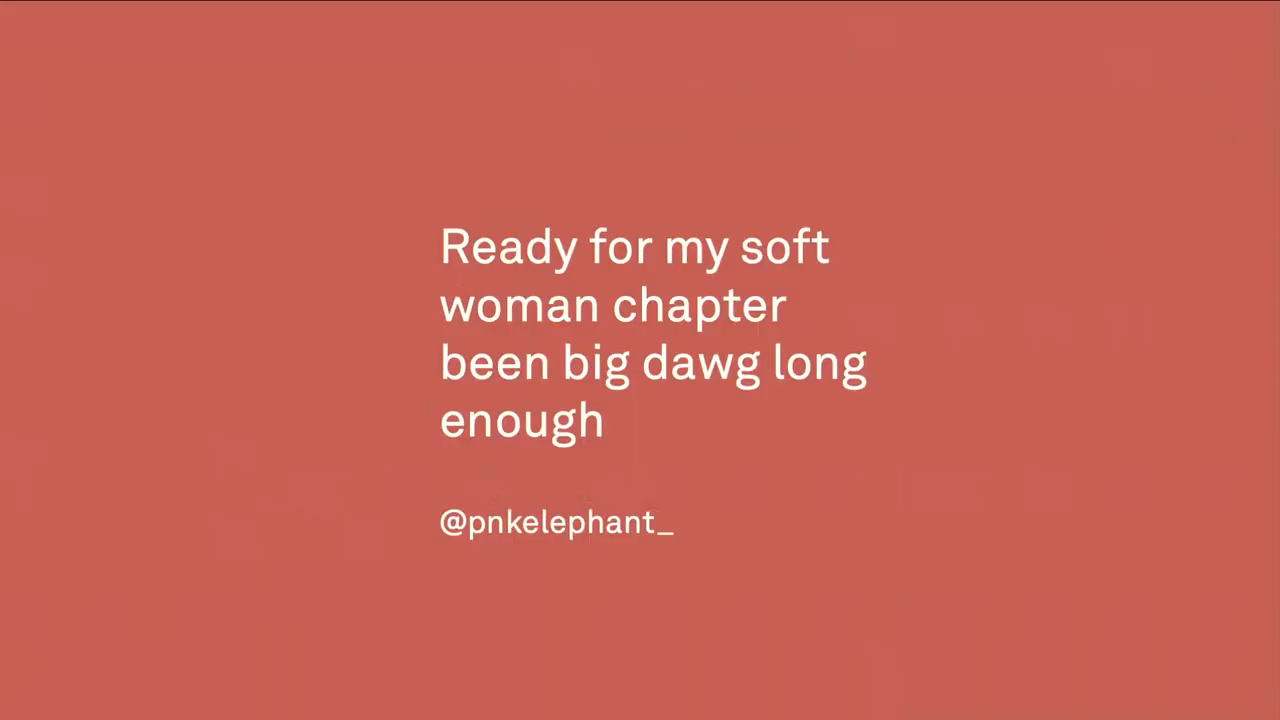 Ready for my soft
woman chapter
been big dawg long
enough
@pnkelephant_